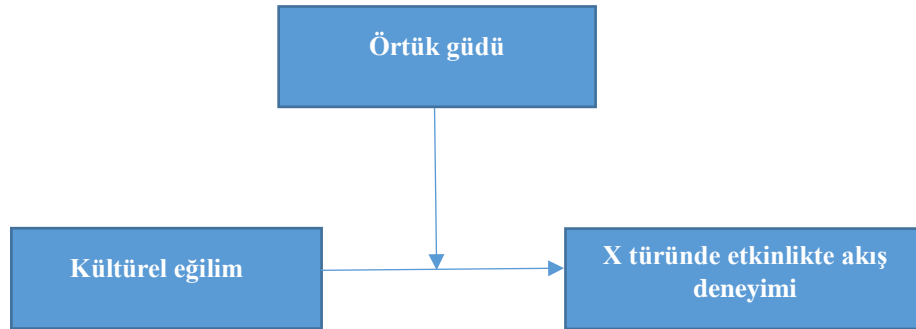 Örtük güdü
Kültürel eğilim
X türünde etkinlikte akış
deneyimi